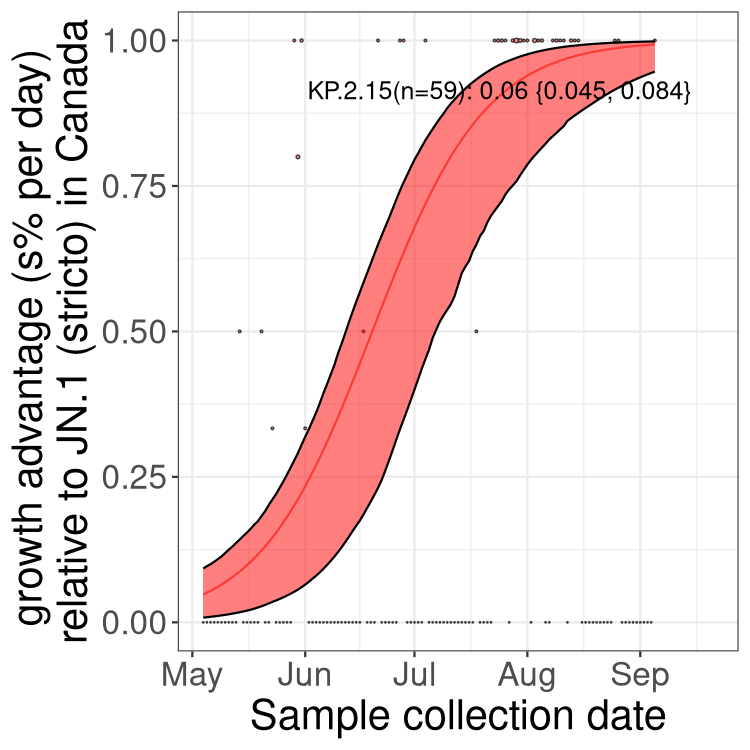 growth advantage (s% per day)
relative to JN.1 (stricto) in Canada
1.00
0.75
0.50
0.25
0.00
KP.2.15(n=59): 0.06 {0.045, 0.084}
May Jun Jul Aug Sep
Sample collection date